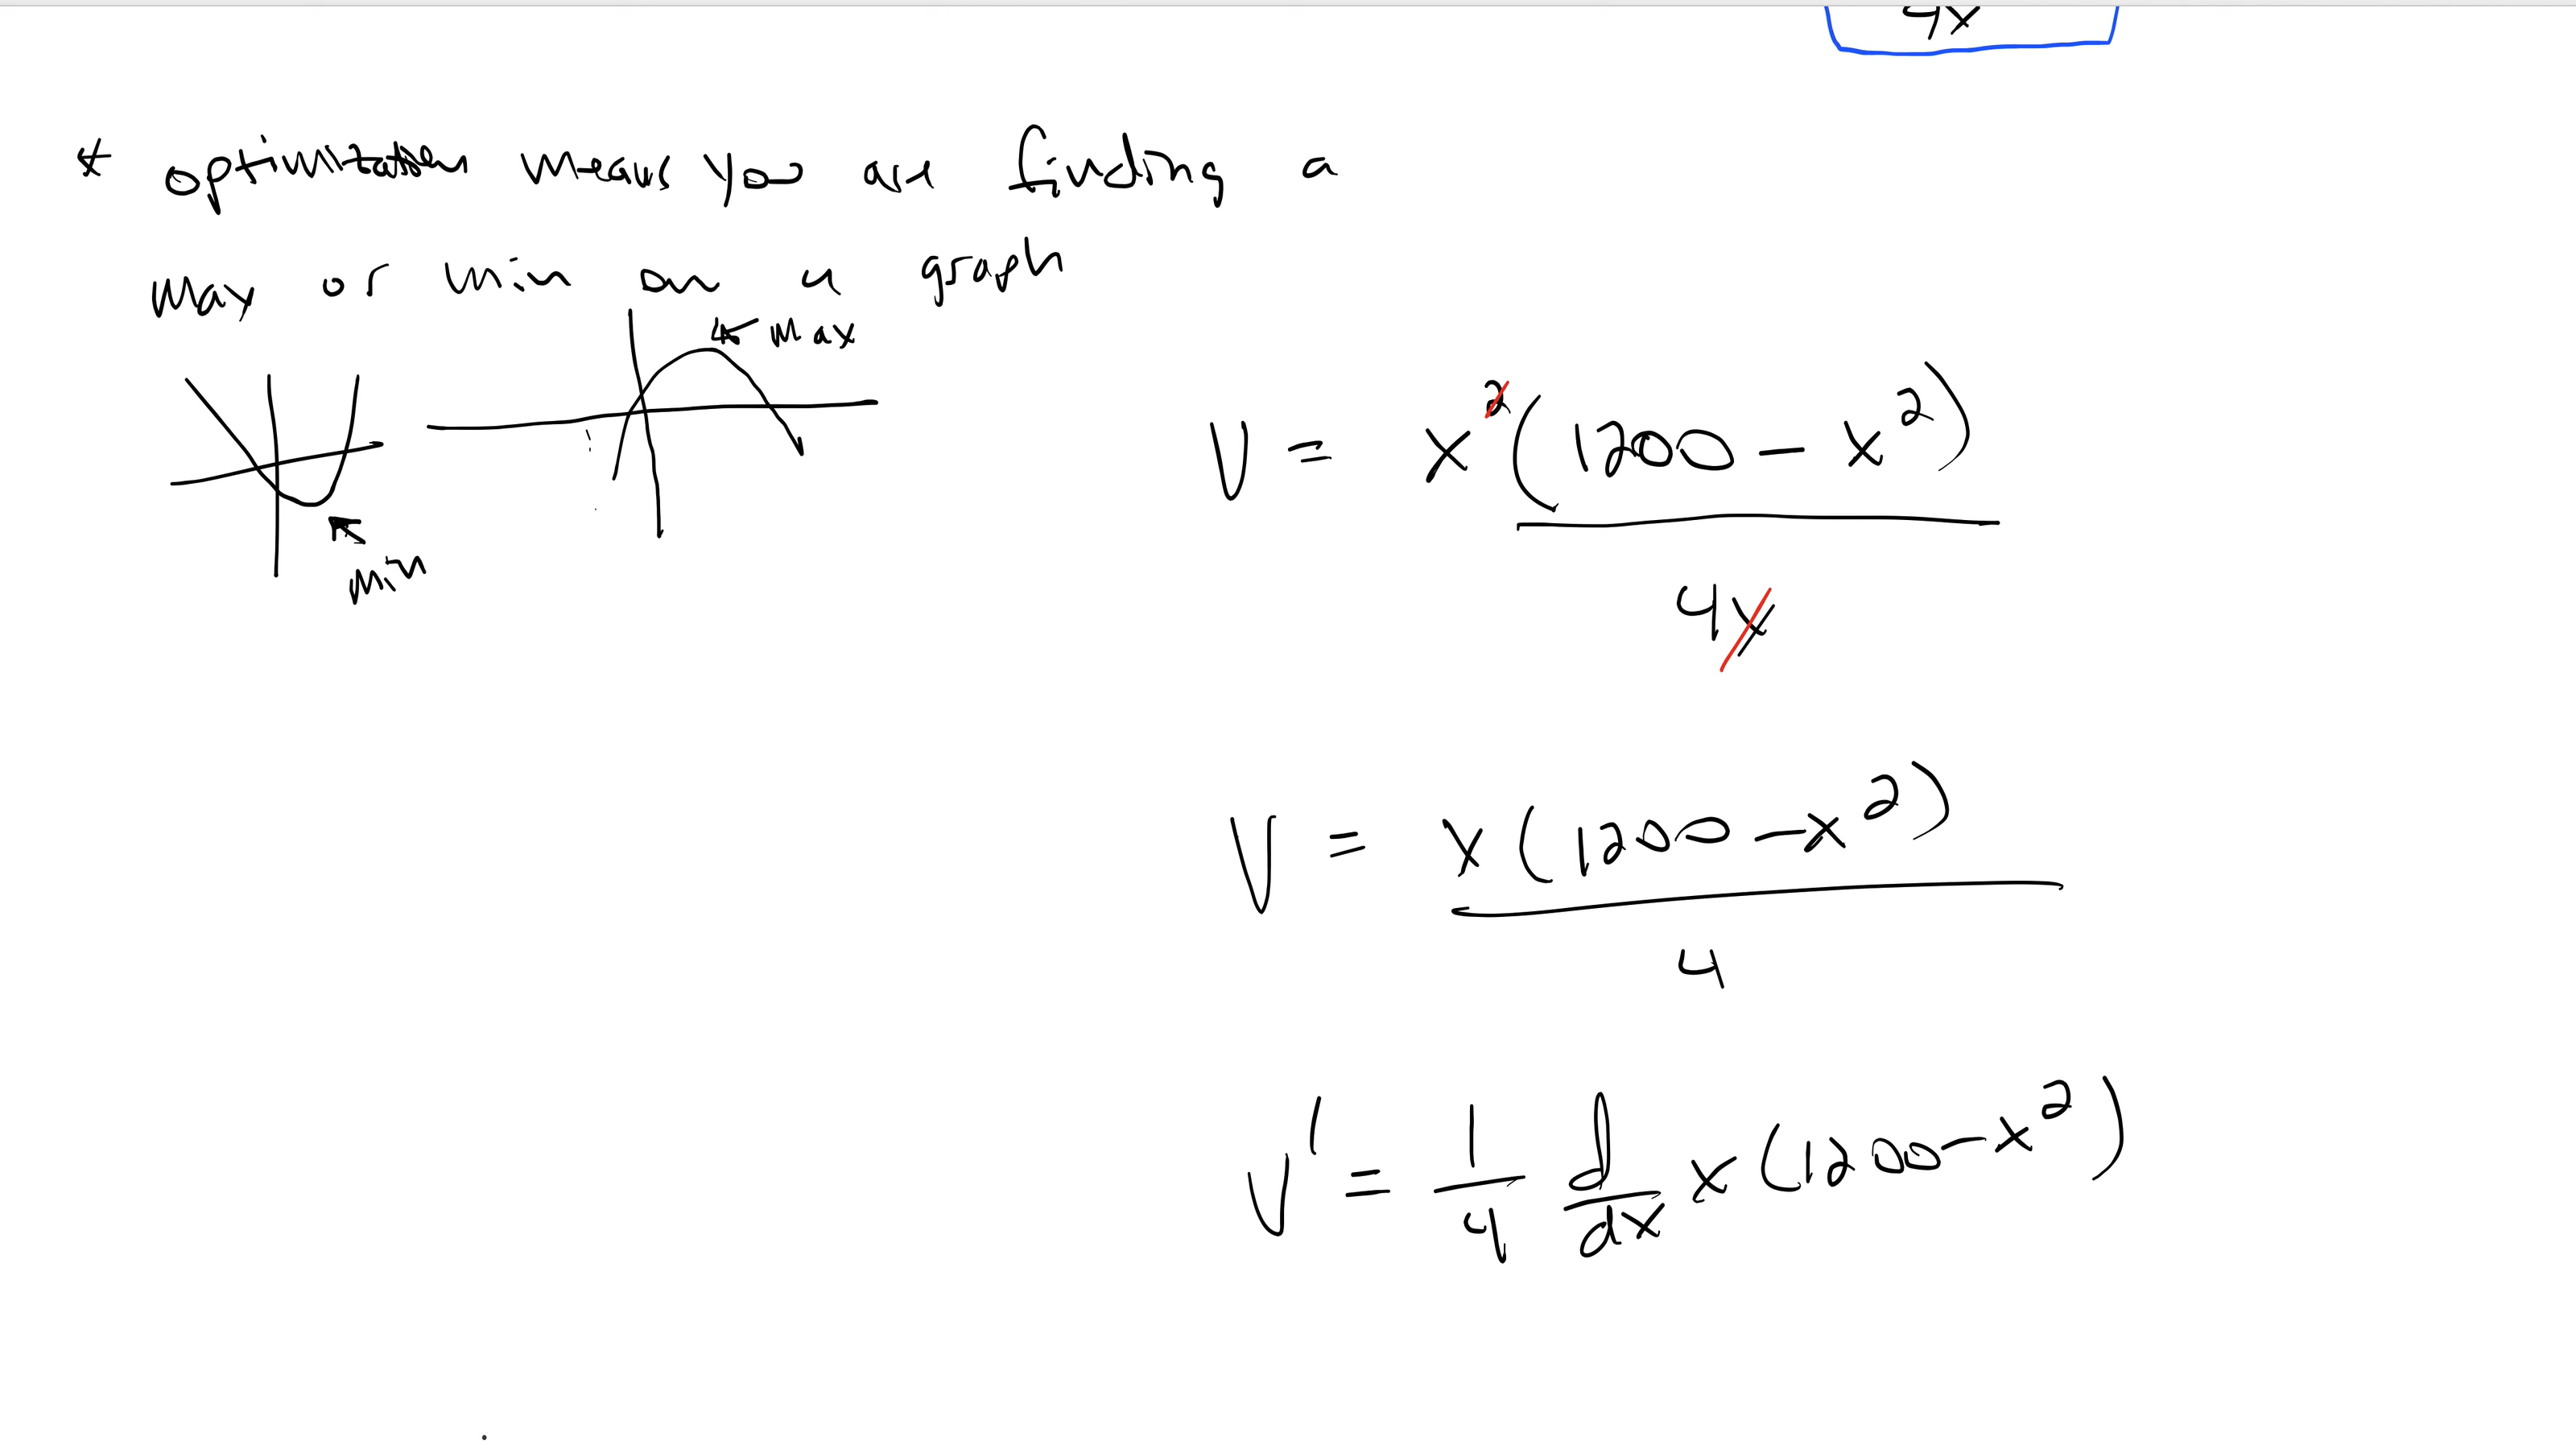 4x
* optimization means you are finding a
max or min on a graph
max
min
V = x²(1200 - x²)
4x
V = x(1200 - x²)
4
V' = 1/4 d/dx x(1200 - x²)